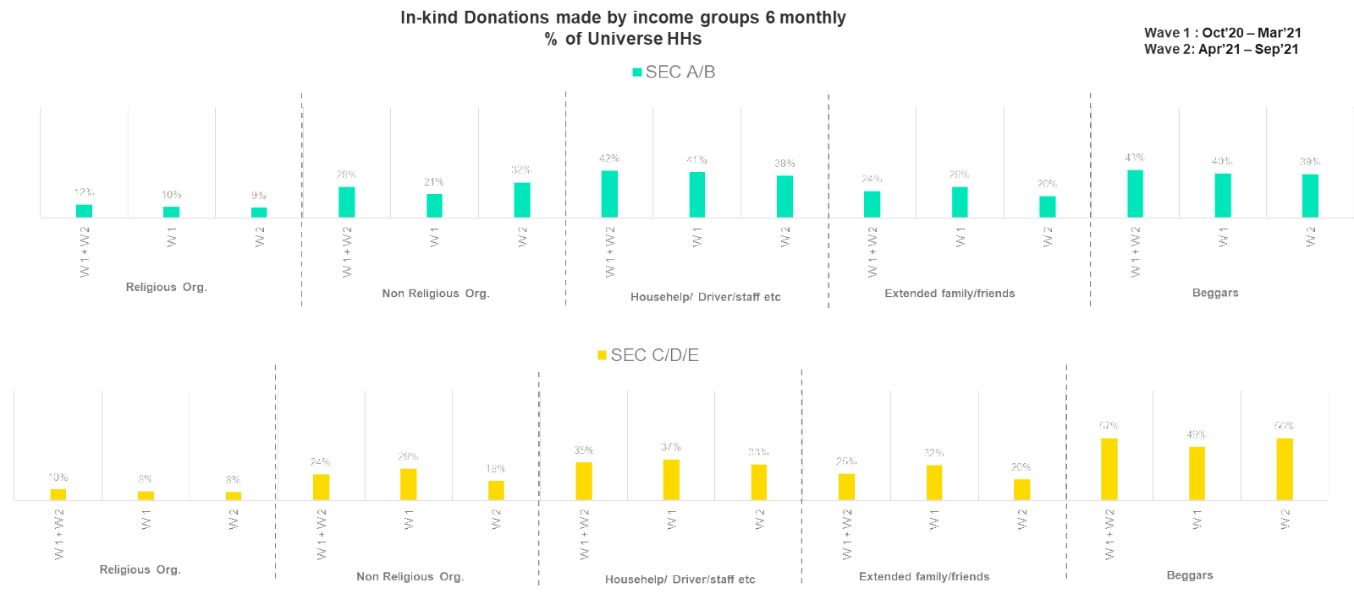 In-kind Donations made by income groups 6 monthly
% of Universe HHs
Wave 1 : Oct'20 – Mar'21
Wave 2: Apr'21 – Sep'21
SEC A/B
12%
10%
9%
28%
21%
32%
42%
41%
38%
24%
28%
20%
43%
40%
39%
W1+W2
W1
W2
W1+W2
W1
W2
W1+W2
W1
W2
W1+W2
W1
W2
W1+W2
W1
W2
Religious Org.
Non Religious Org.
Househelp/ Driver/staff etc
Extended family/friends
Beggars
SEC C/D/E
10%
8%
24%
18%
35%
37%
33%
25%
32%
20%
57%
49%
56%
W1+W2
W1
W2
W1+W2
W1
W2
W1+W2
W1
W2
W1+W2
W1
W2
W1+W2
W1
W2
Religious Org.
Non Religious Org.
Househelp/ Driver/staff etc
Extended family/friends
Beggars